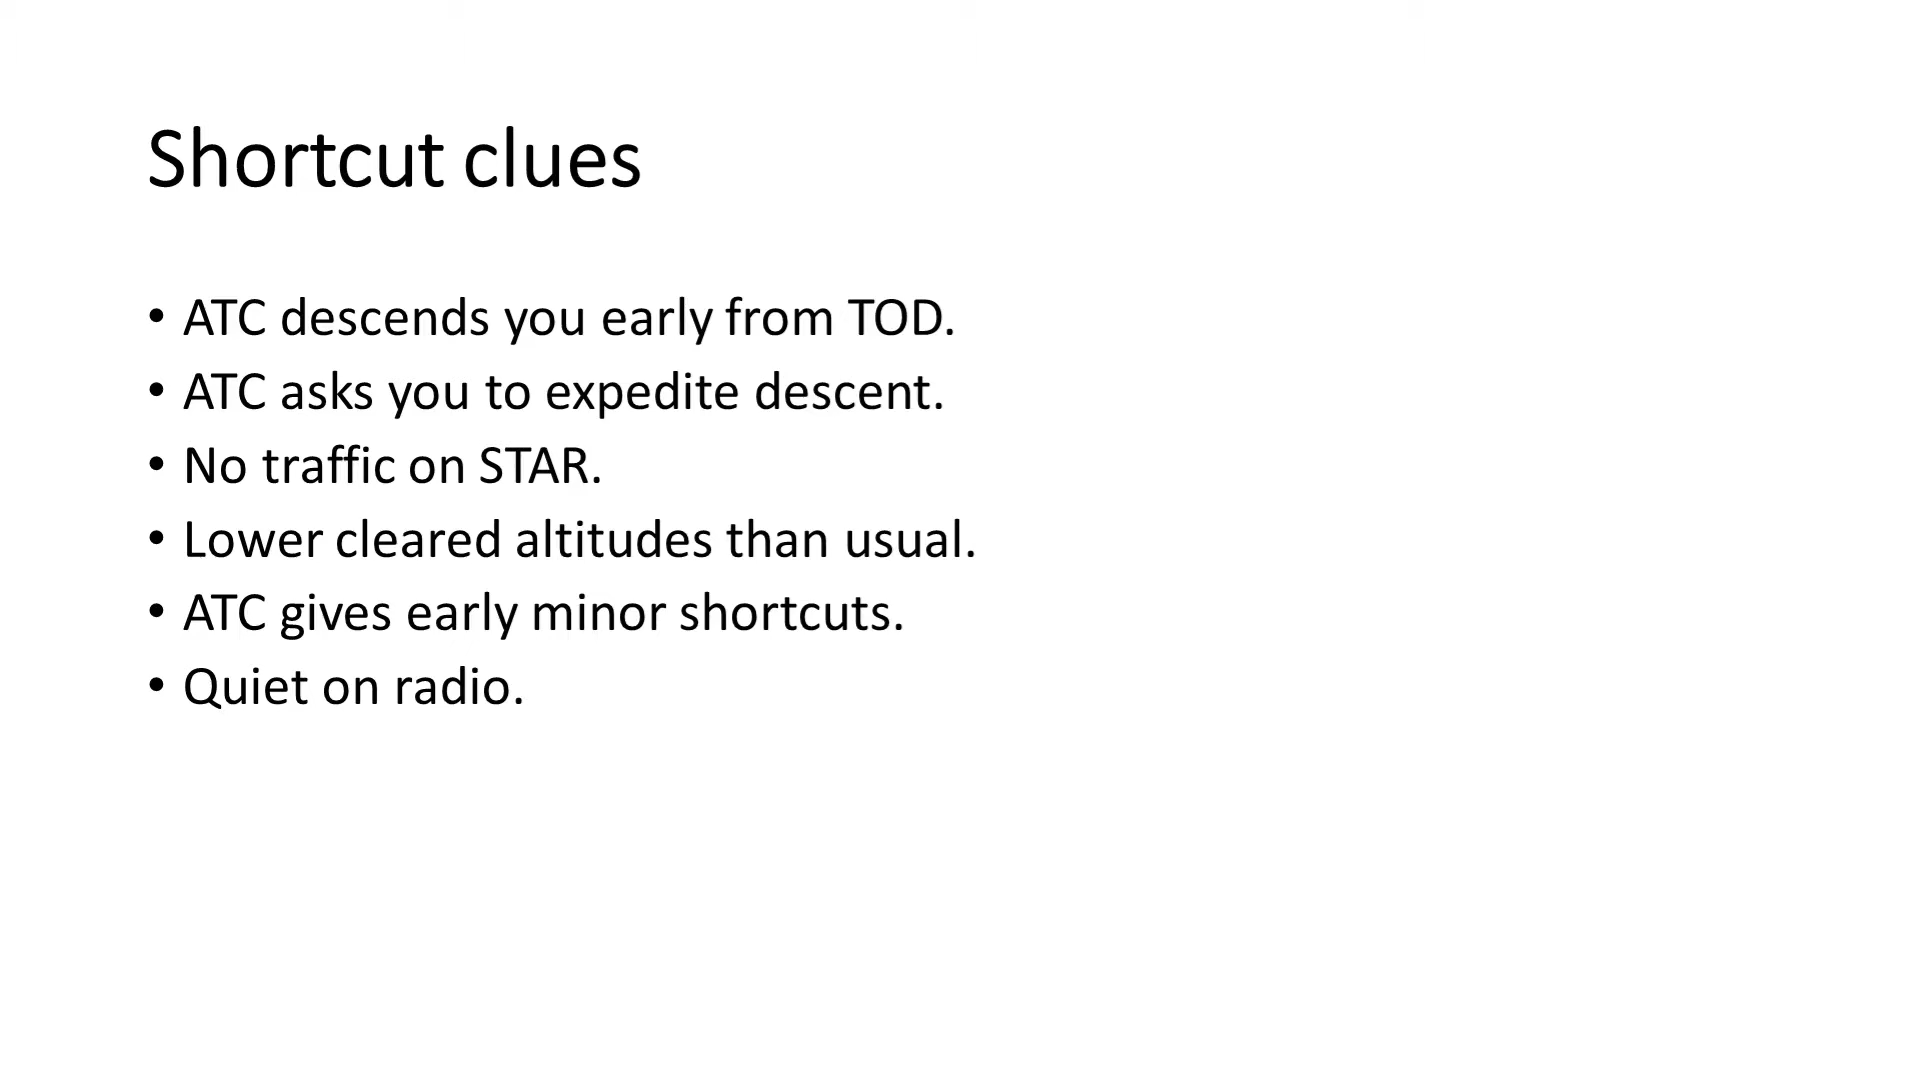 Shortcut clues
• ATC descends you early from TOD.
• ATC asks you to expedite descent.
• No traffic on STAR.
• Lower cleared altitudes than usual.
• ATC gives early minor shortcuts.
• Quiet on radio.